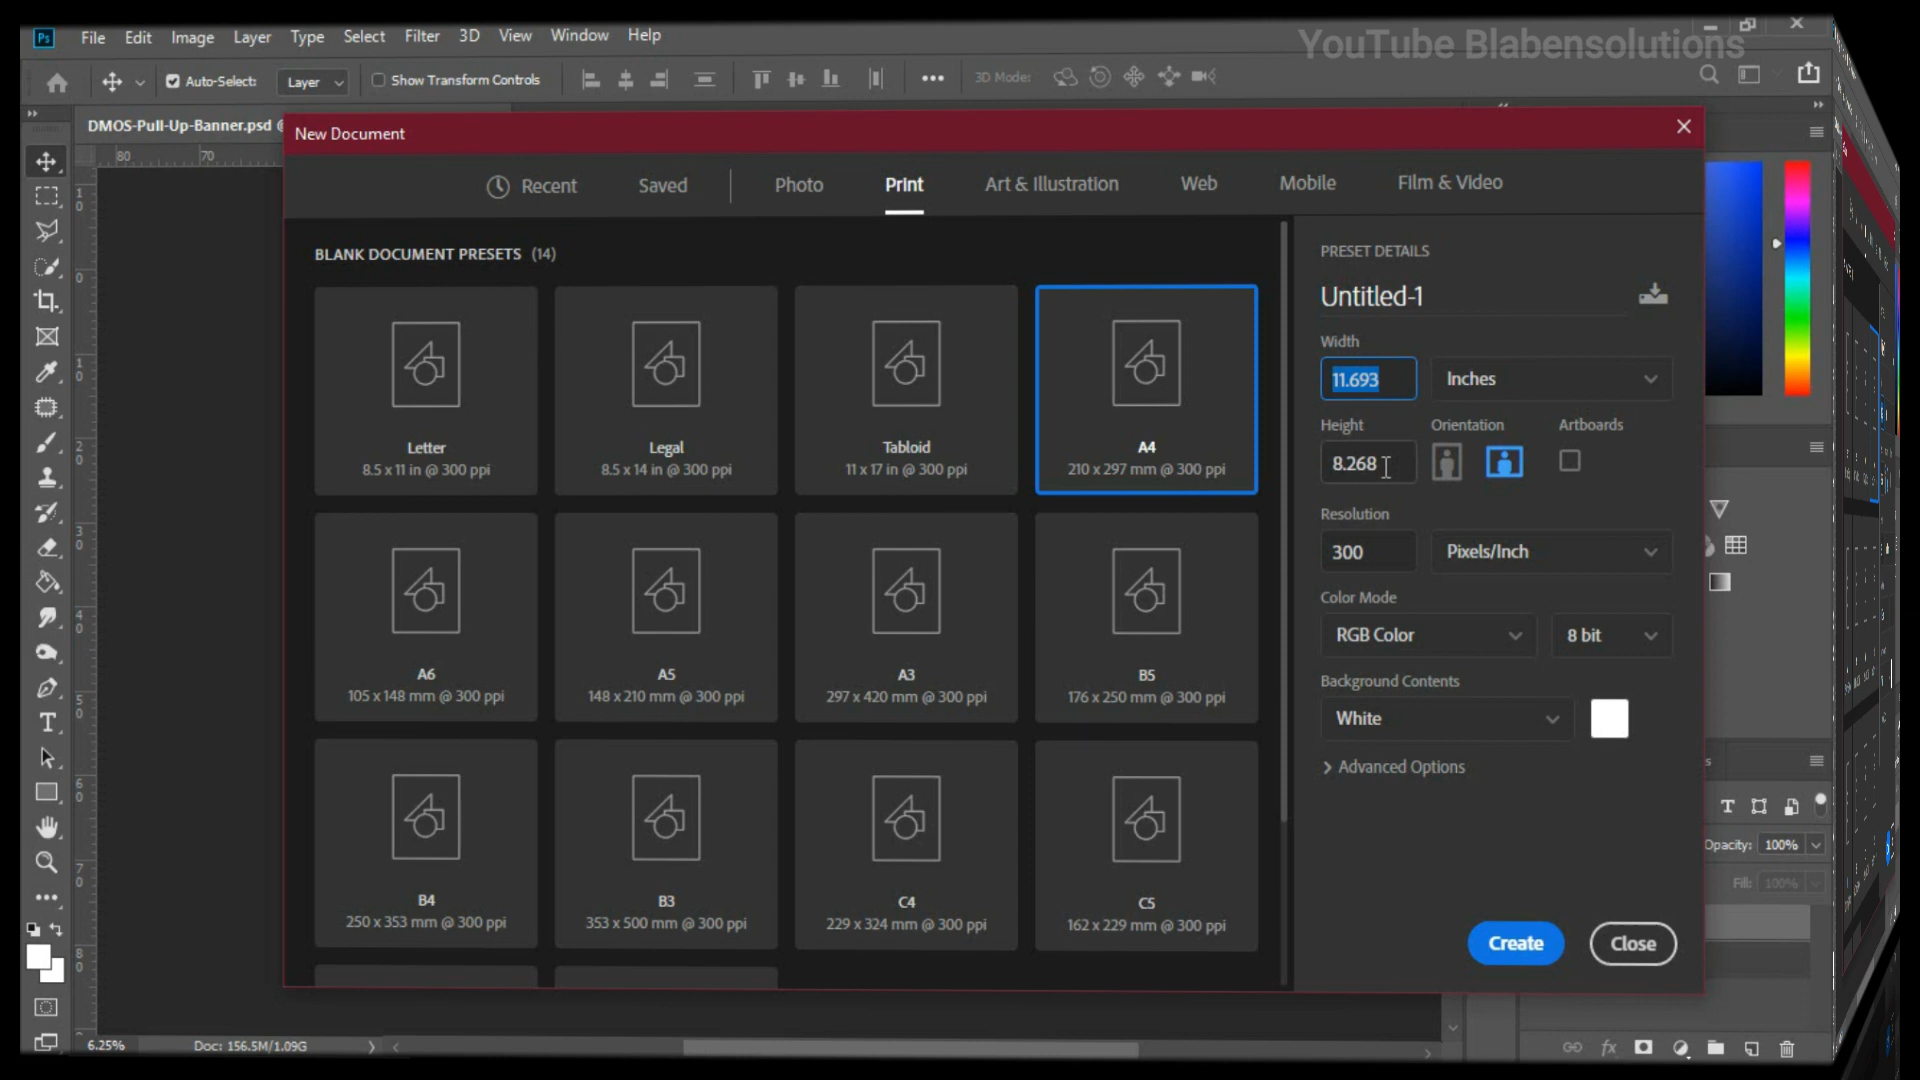 YouTube Blabensolutions
Ps File Edit Image Layer Type Select Filter 3D View Window Help
Auto-Select: Layer Show Transform Controls 3D Mode:
DMOS-Pull-Up-Banner.psd
80 70
New Document
Recent Saved Photo Print Art & Illustration Web Mobile Film & Video
BLANK DOCUMENT PRESETS (14)
Letter Legal Tabloid A4
8.5 x 11 in @ 300 ppi 8.5 x 14 in @ 300 ppi 11 x 17 in @ 300 ppi 210 x 297 mm @ 300 ppi
A6 A5 A3 B5
105 x 148 mm @ 300 ppi 148 x 210 mm @ 300 ppi 297 x 420 mm @ 300 ppi 176 x 250 mm @ 300 ppi
B4 B3 C4 C5
250 x 353 mm @ 300 ppi 353 x 500 mm @ 300 ppi 229 x 324 mm @ 300 ppi 162 x 229 mm @ 300 ppi
PRESET DETAILS
Untitled-1
Width
11.693 Inches
Height Orientation Artboards
8.268
Resolution
300 Pixels/Inch
Color Mode
RGB Color 8 bit
Background Contents
White
Advanced Options
Create Close
Opacity: 100%
Fill: 100%
6.25% Doc: 156.5M/1.09G